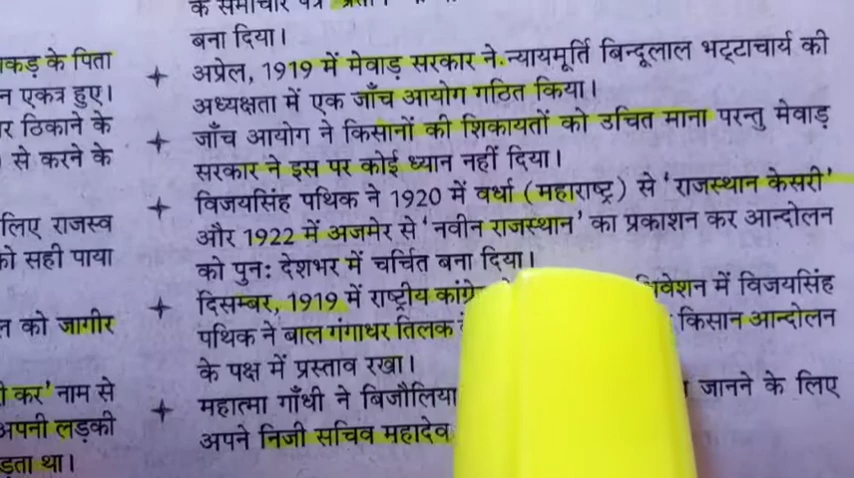 के समाचार पत्र
बना दिया।
अप्रेल, 1919 में मेवाड़ सरकार ने न्यायमूर्ति बिन्दूलाल भट्टाचार्य की
अध्यक्षता में एक जाँच आयोग गठित किया।
जाँच आयोग ने किसानों की शिकायतों को उचित माना परन्तु मेवाड़
सरकार ने इस पर कोई ध्यान नहीं दिया।
विजयसिंह पथिक ने 1920 में वर्धा (महाराष्ट्र) से 'राजस्थान केसरी'
और 1922 में अजमेर से 'नवीन राजस्थान' का प्रकाशन कर आन्दोलन
को पुनः देशभर में चर्चित बना दिया।
दिसम्बर, 1919 में राष्ट्रीय में विजयसिंह
पथिक ने बाल गंगाधर तिलक किसान आन्दोलन
के पक्ष में प्रस्ताव रखा।
महात्मा गाँधी ने बिजौलिया जानने के लिए
अपने निजी सचिव महादेव
के पिता
एकत्र हुए।
ठिकाने के
से करने के
लिए राजस्व
को सही पाया
को जागीर
कर' नाम से
अपनी लड़की
था।